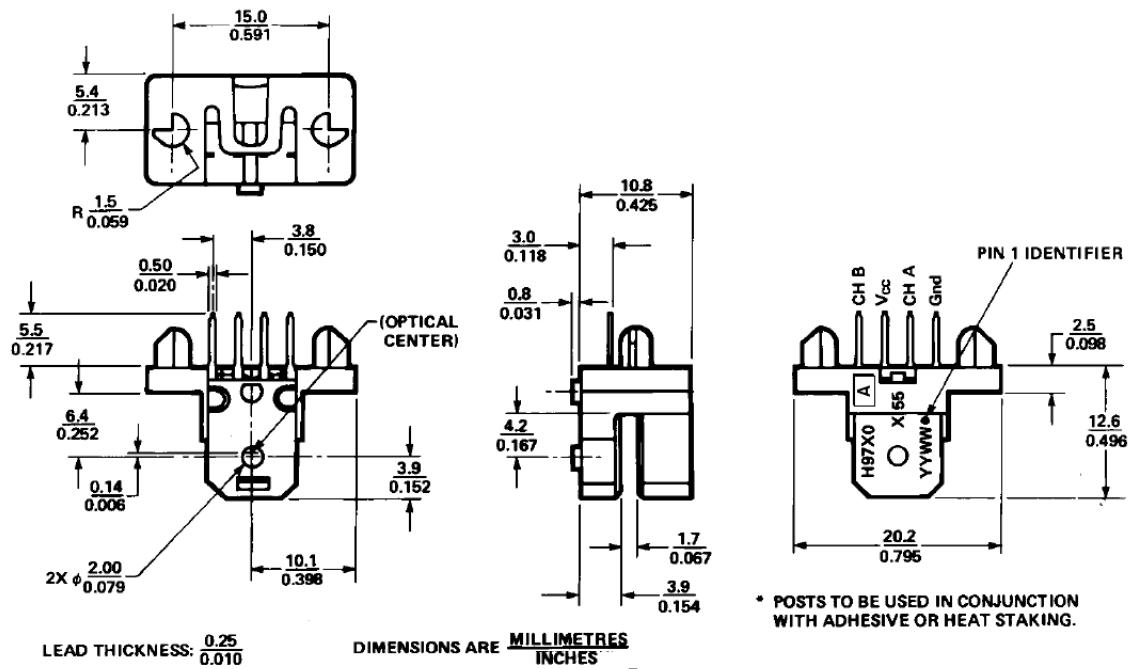 15.0
0.591
5.4
0.213
R 1.5
0.059
3.8
0.150
0.50
0.020
5.5
0.217
(OPTICAL
CENTER)
6.4
0.252
0.14
0.006
3.9
0.152
2X ϕ 2.00
0.079
10.1
0.398
10.8
0.425
3.0
0.118
0.8
0.031
4.2
0.167
1.7
0.067
3.9
0.154
PIN 1 IDENTIFIER
CH B
Vcc
CH A
Gnd
2.5
0.098
A
X 55
H97X0
YYWW
12.6
0.496
20.2
0.795
* POSTS TO BE USED IN CONJUNCTION
WITH ADHESIVE OR HEAT STAKING.
LEAD THICKNESS: 0.25
0.010
DIMENSIONS ARE MILLIMETRES
INCHES